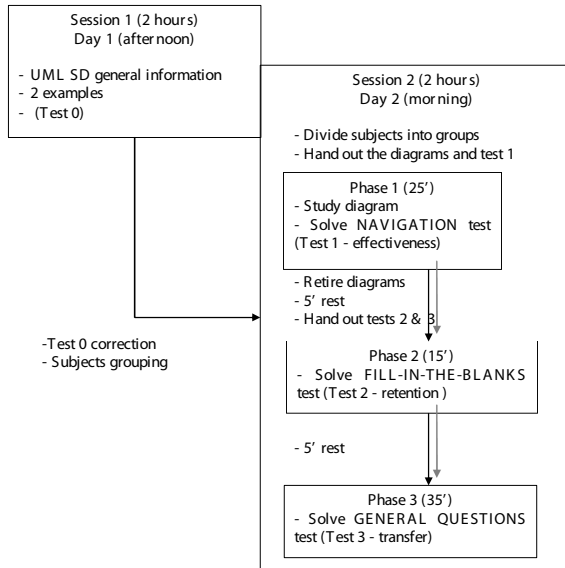 Session 1 (2 hours)
Day 1 (afternoon)
- UML SD general information
- 2 examples
- (Test 0)
-Test 0 correction
- Subjects grouping
Session 2 (2 hours)
Day 2 (morning)
- Divide subjects into groups
- Hand out the diagrams and test 1
Phase 1 (25')
- Study diagram
- Solve NAVIGATION test
(Test 1 - effectiveness)
- Retire diagrams
- 5' rest
- Hand out tests 2 & 3
Phase 2 (15')
- Solve FILL-IN-THE-BLANKS
test (Test 2 - retention )
- 5' rest
Phase 3 (35')
- Solve GENERAL QUESTIONS
test (Test 3 - transfer)